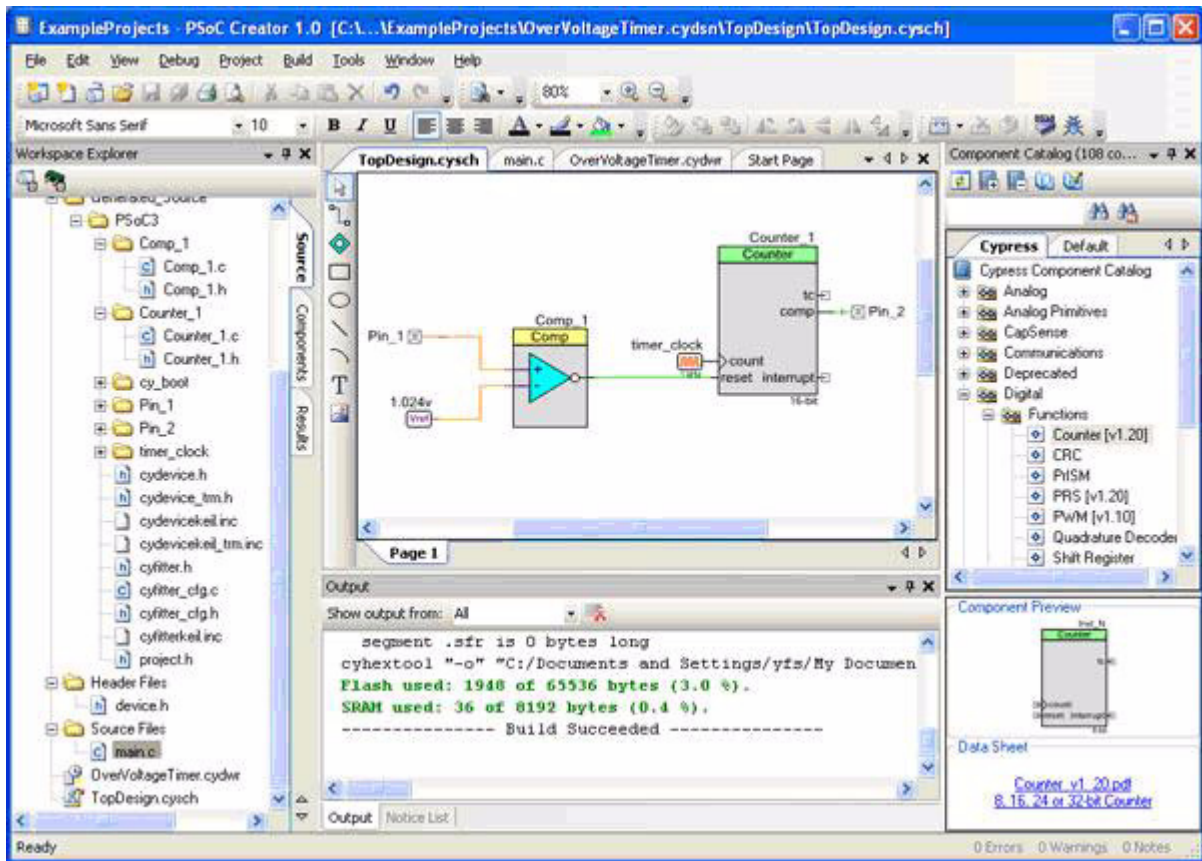 ExampleProjects - PSoC Creator 1.0 [C:\...\ExampleProjects\OverVoltageTimer.cydsn\TopDesign\TopDesign.cysch]
File Edit View Debug Project Build Tools Window Help
80%
Microsoft Sans Serif 10 B I U A
Workspace Explorer
Generated_Source
PSoC3
Comp_1
Comp_1.c
Comp_1.h
Counter_1
Counter_1.c
Counter_1.h
cy_boot
Pin_1
Pin_2
timer_clock
cydevice.h
cydevice_trm.h
cydevicekeil.inc
cydevicekeil_trm.inc
cyfitter.h
cyfitter_cfg.c
cyfitter_cfg.h
cyfitterkeil.inc
project.h
Header Files
device.h
Source Files
main.c
OverVoltageTimer.cydwr
TopDesign.cysch
Source
Components
Results
TopDesign.cysch main.c OverVoltageTimer.cydwr Start Page
T
Pin_1
1.024v
Vref
Comp_1
Comp
timer_clock
Counter_1
Counter
tc
comp
count
reset interrupt
16-bit
Pin_2
Page 1
Output
Show output from: All
segment .sfr is 0 bytes long
cyhextool "-o" "C:/Documents and Settings/yfs/My Documen
Flash used: 1948 of 65536 bytes (3.0 %).
SRAM used: 36 of 8192 bytes (0.4 %).
--------------- Build Succeeded ---------------
Output Notice List
Component Catalog (108 co...
Cypress Default
Cypress Component Catalog
Analog
Analog Primitives
CapSense
Communications
Deprecated
Digital
Functions
Counter [v1.20]
CRC
PrISM
PRS [v1.20]
PWM [v1.10]
Quadrature Decoder
Shift Register
Component Preview
Inst_N
Counter
count
reset interrupt
Data Sheet
Counter_v1_20.pdf
8, 16, 24 or 32-bit Counter
Ready
0 Errors 0 Warnings 0 Notes